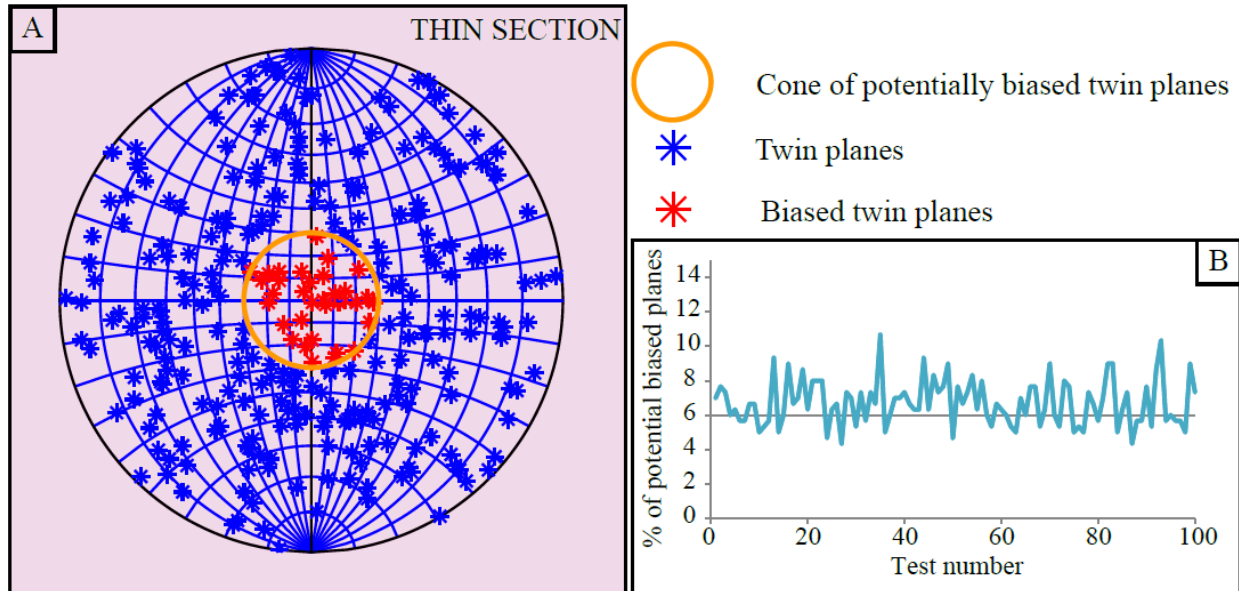 A
THIN SECTION
Cone of potentially biased twin planes
Twin planes
Biased twin planes
B
% of potential biased planes
14
12
10
8
6
4
2
0
0 20 40 60 80 100
Test number